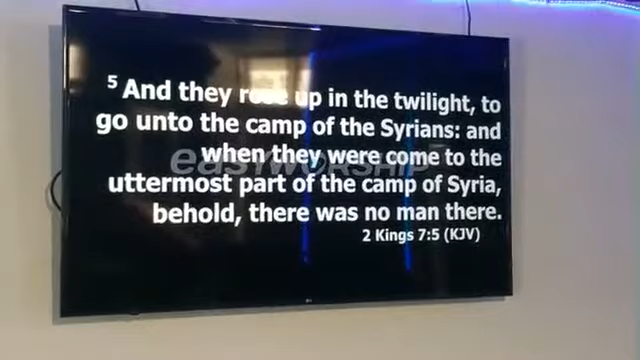 5 And they rose up in the twilight, to
go unto the camp of the Syrians: and
when they were come to the
uttermost part of the camp of Syria,
behold, there was no man there.
2 Kings 7:5 (KJV)
easyWORSHIP
LG